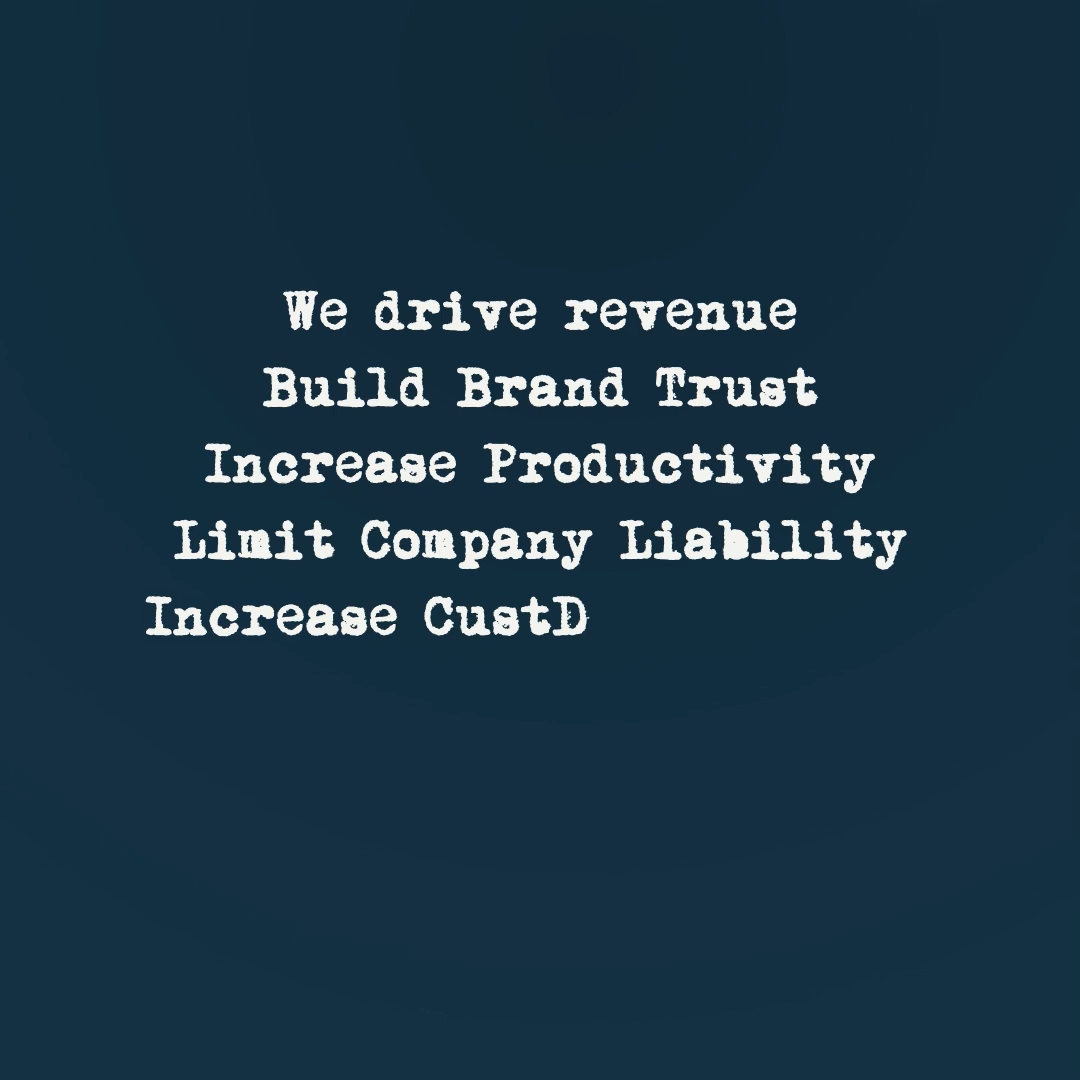 We drive revenue
Build Brand Trust
Increase Productivity
Limit Company Liability
Increase CustD